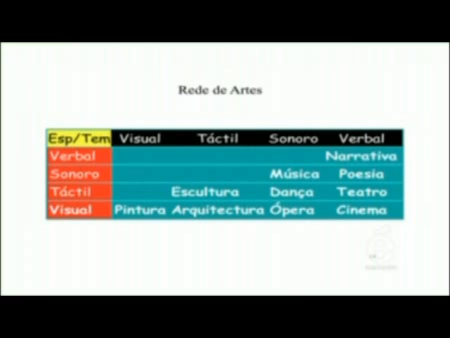 Rede de Artes
Esp/Tem Visual Táctil Sonoro Verbal
Verbal Narrativa
Sonoro Música Poesia
Táctil Escultura Dança Teatro
Visual Pintura Arquitectura Ópera Cinema